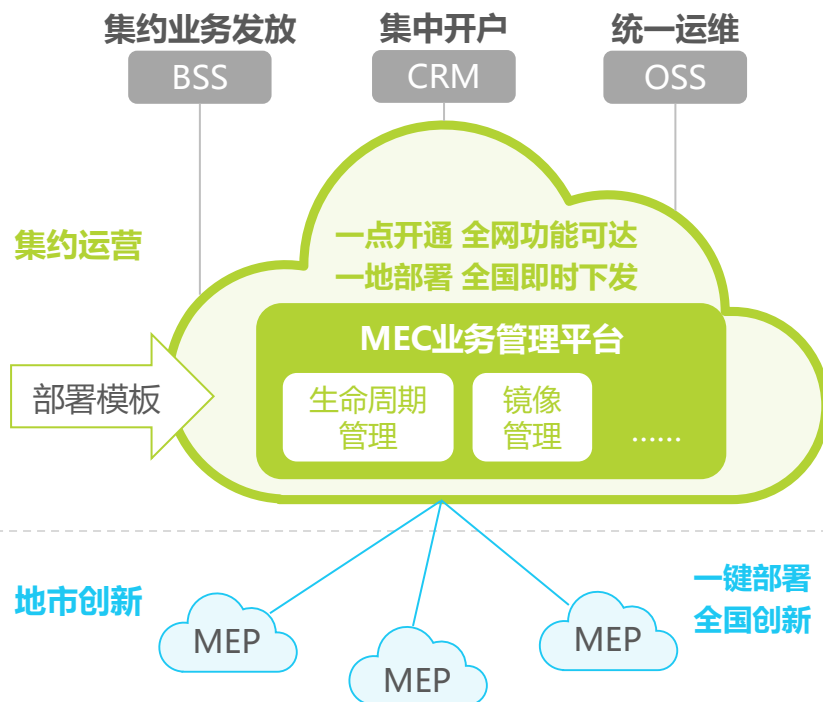 集约业务发放
集中开户
统一运维
BSS
CRM
OSS
集约运营
一点开通 全网功能可达
一地部署 全国即时下发
MEC业务管理平台
部署模板
生命周期
管理
镜像
管理
……
地市创新
一键部署
全国创新
MEP
MEP
MEP